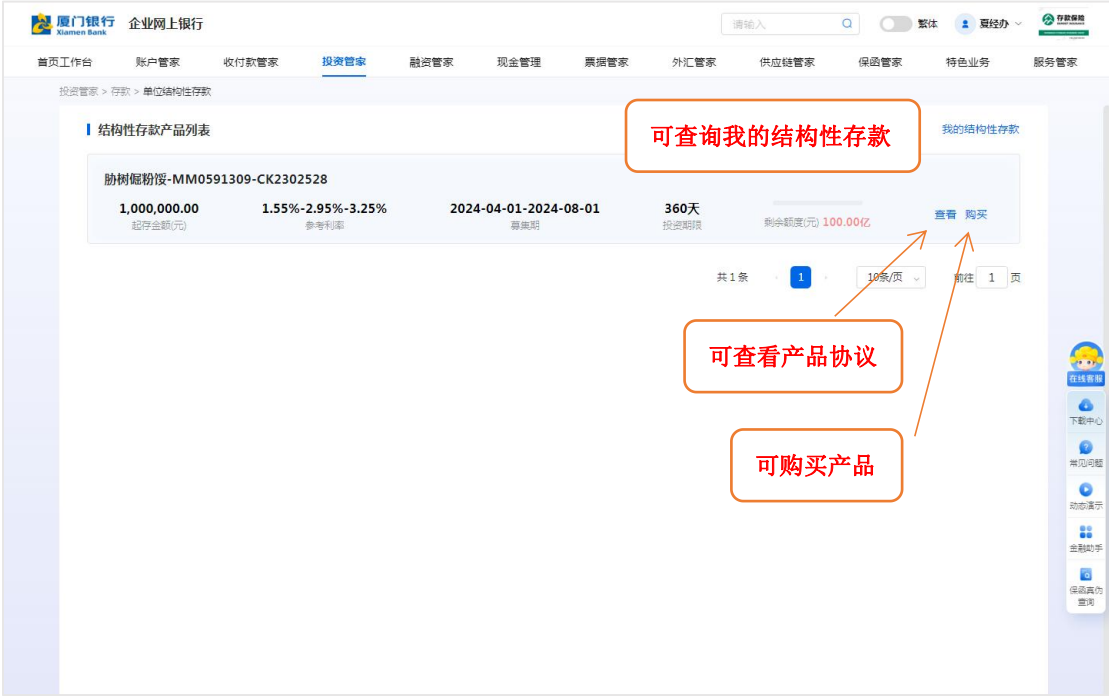 厦门银行 企业网上银行
Xiamen Bank
请输入
繁体
夏经办
存款保险
首页工作台 账户管家 收付款管家 投资管家 融资管家 现金管理 票据管家 外汇管家 供应链管家 保函管家 特色业务 服务管家
投资管家 > 存款 > 单位结构性存款
结构性存款产品列表
可查询我的结构性存款
我的结构性存款
胁树倔粉馁-MM0591309-CK2302528
1,000,000.00 1.55%-2.95%-3.25% 2024-04-01-2024-08-01 360天
起存金额(元) 参考利率 募集期 投资期限 剩余额度(元) 100.00亿
查看 购买
共 1 条 1 10条/页 前往 1 页
可查看产品协议
可购买产品
在线客服
下载中心
常见问题
动态演示
金融助手
保函真伪
查询